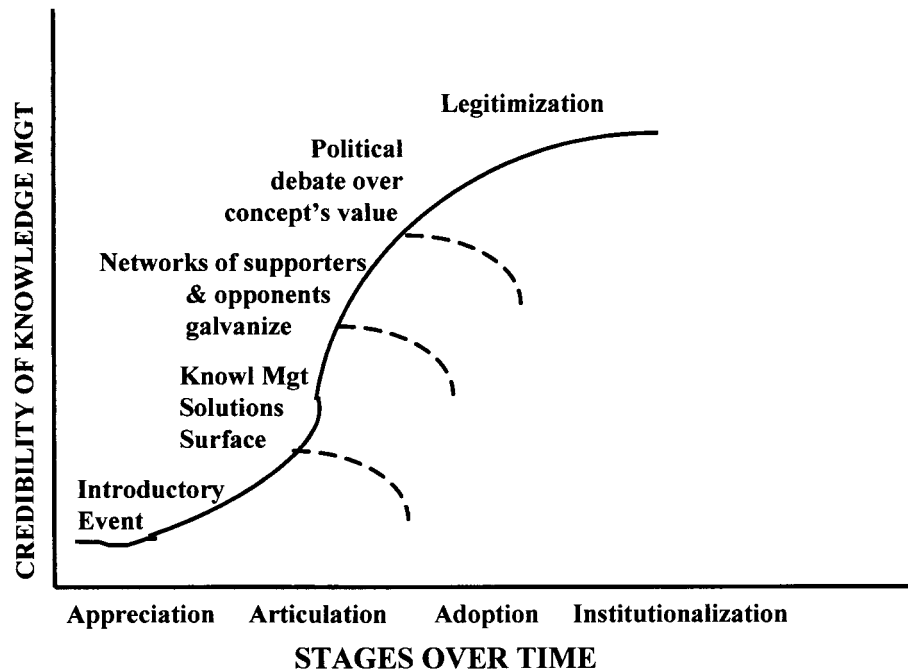 CREDIBILITY OF KNOWLEDGE MGT
Legitimization
Political
debate over
concept's value
Networks of supporters
& opponents
galvanize
Knowl Mgt
Solutions
Surface
Introductory
Event
Appreciation Articulation Adoption Institutionalization
STAGES OVER TIME